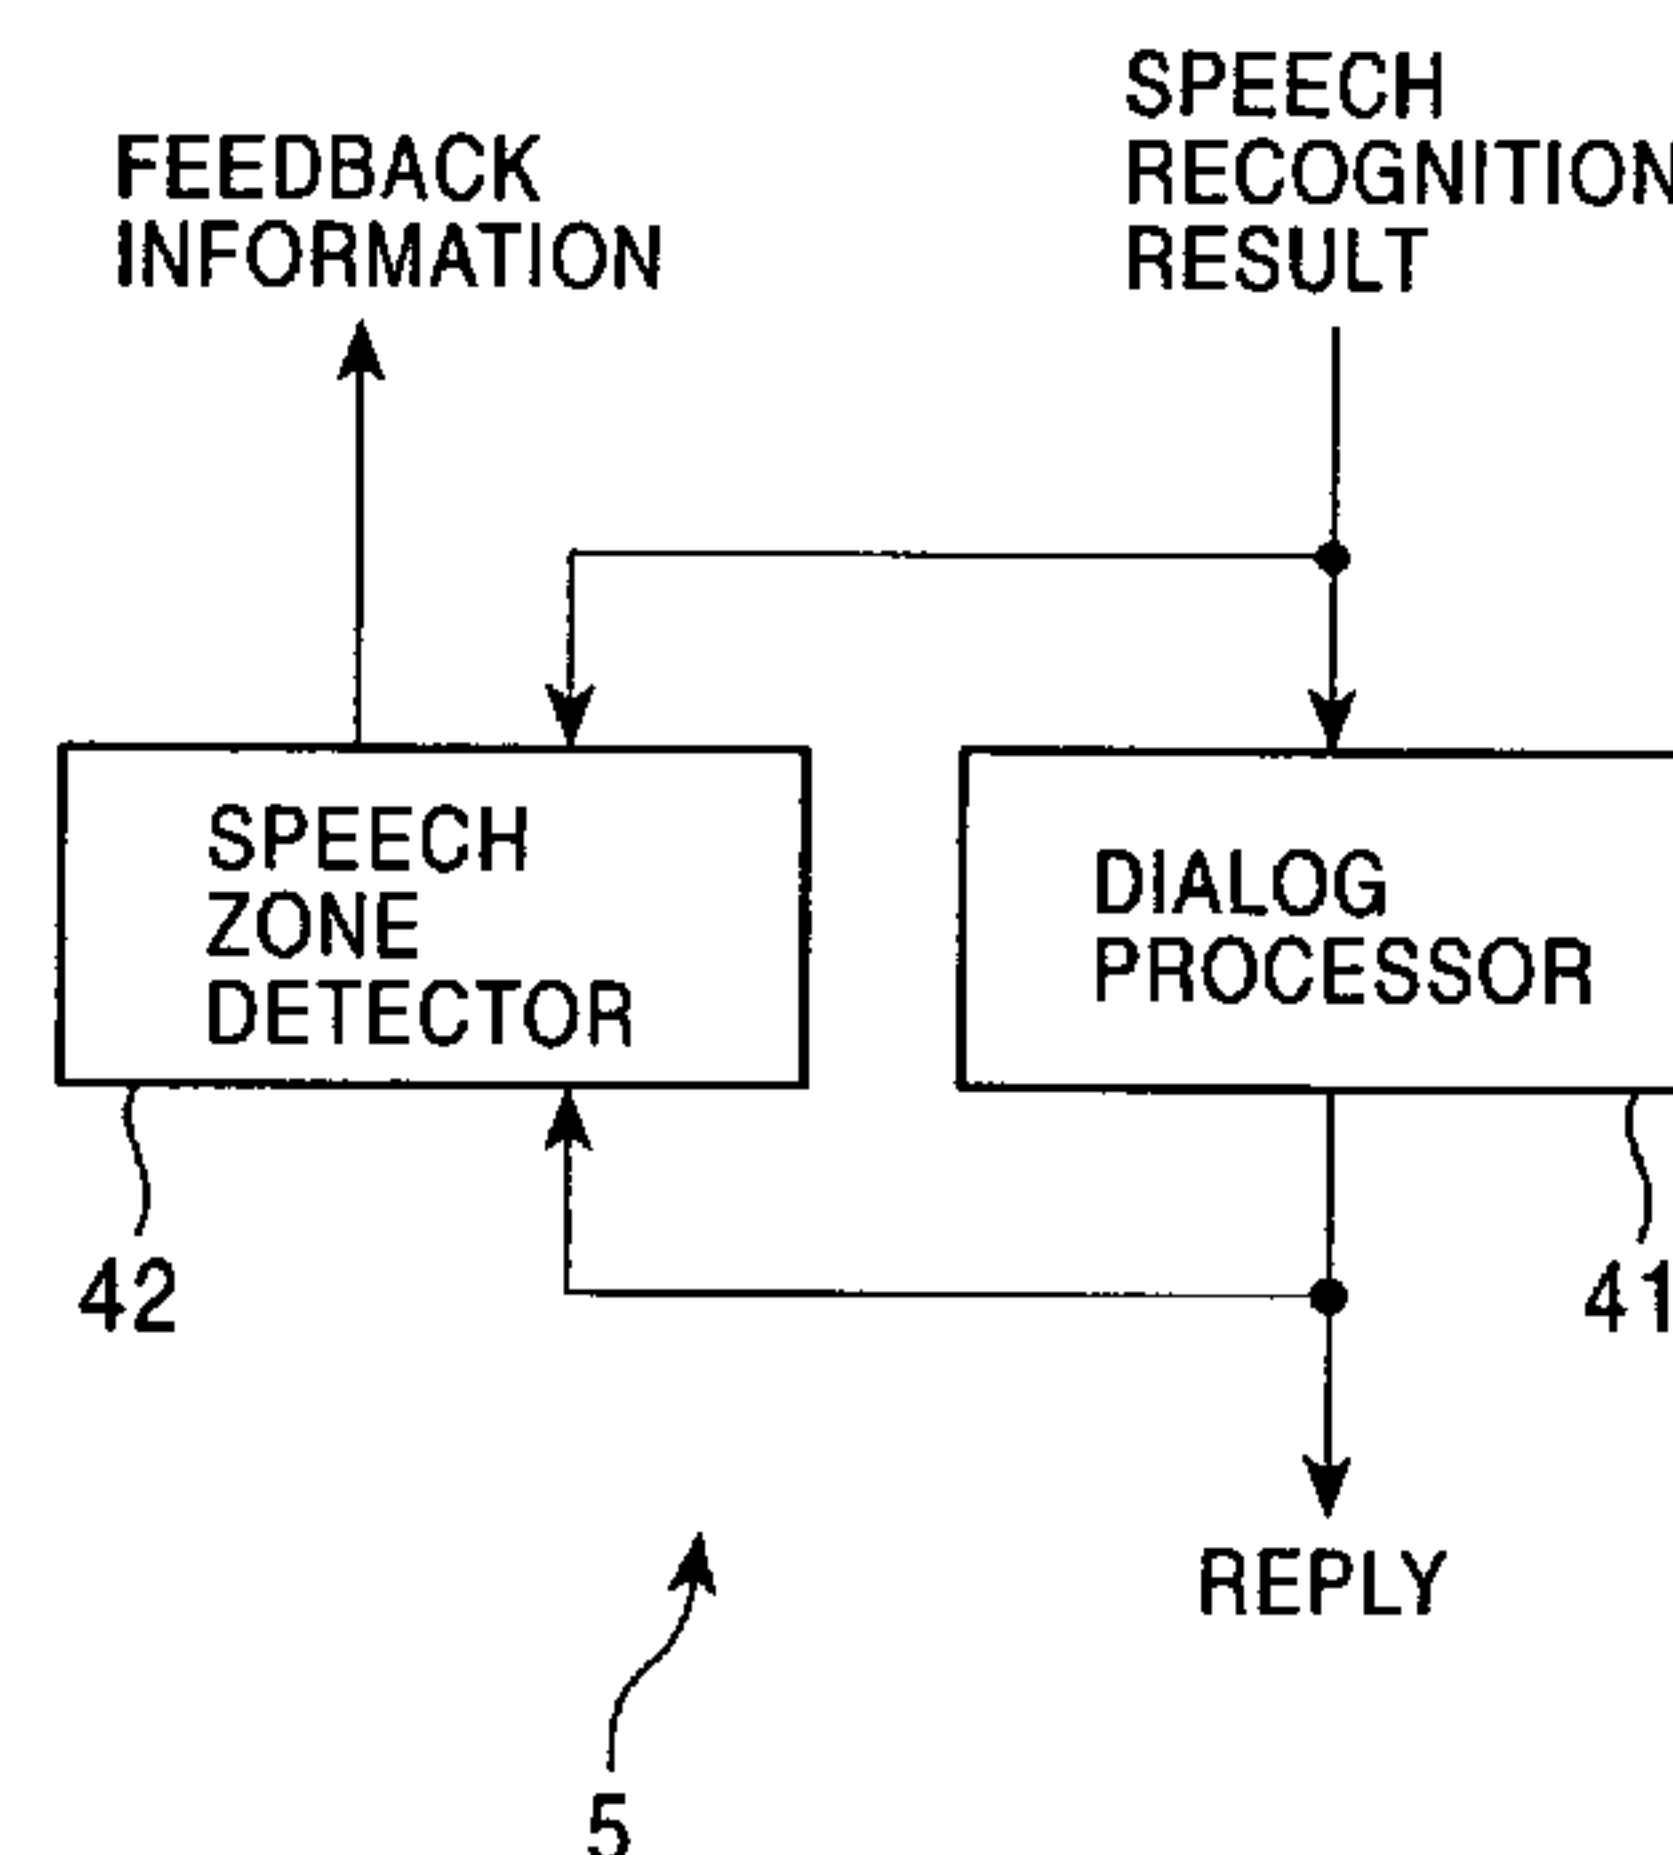 FEEDBACK
INFORMATION
SPEECH
RECOGNITION
RESULT
SPEECH
ZONE
DETECTOR
DIALOG
PROCESSOR
42
41
REPLY
5